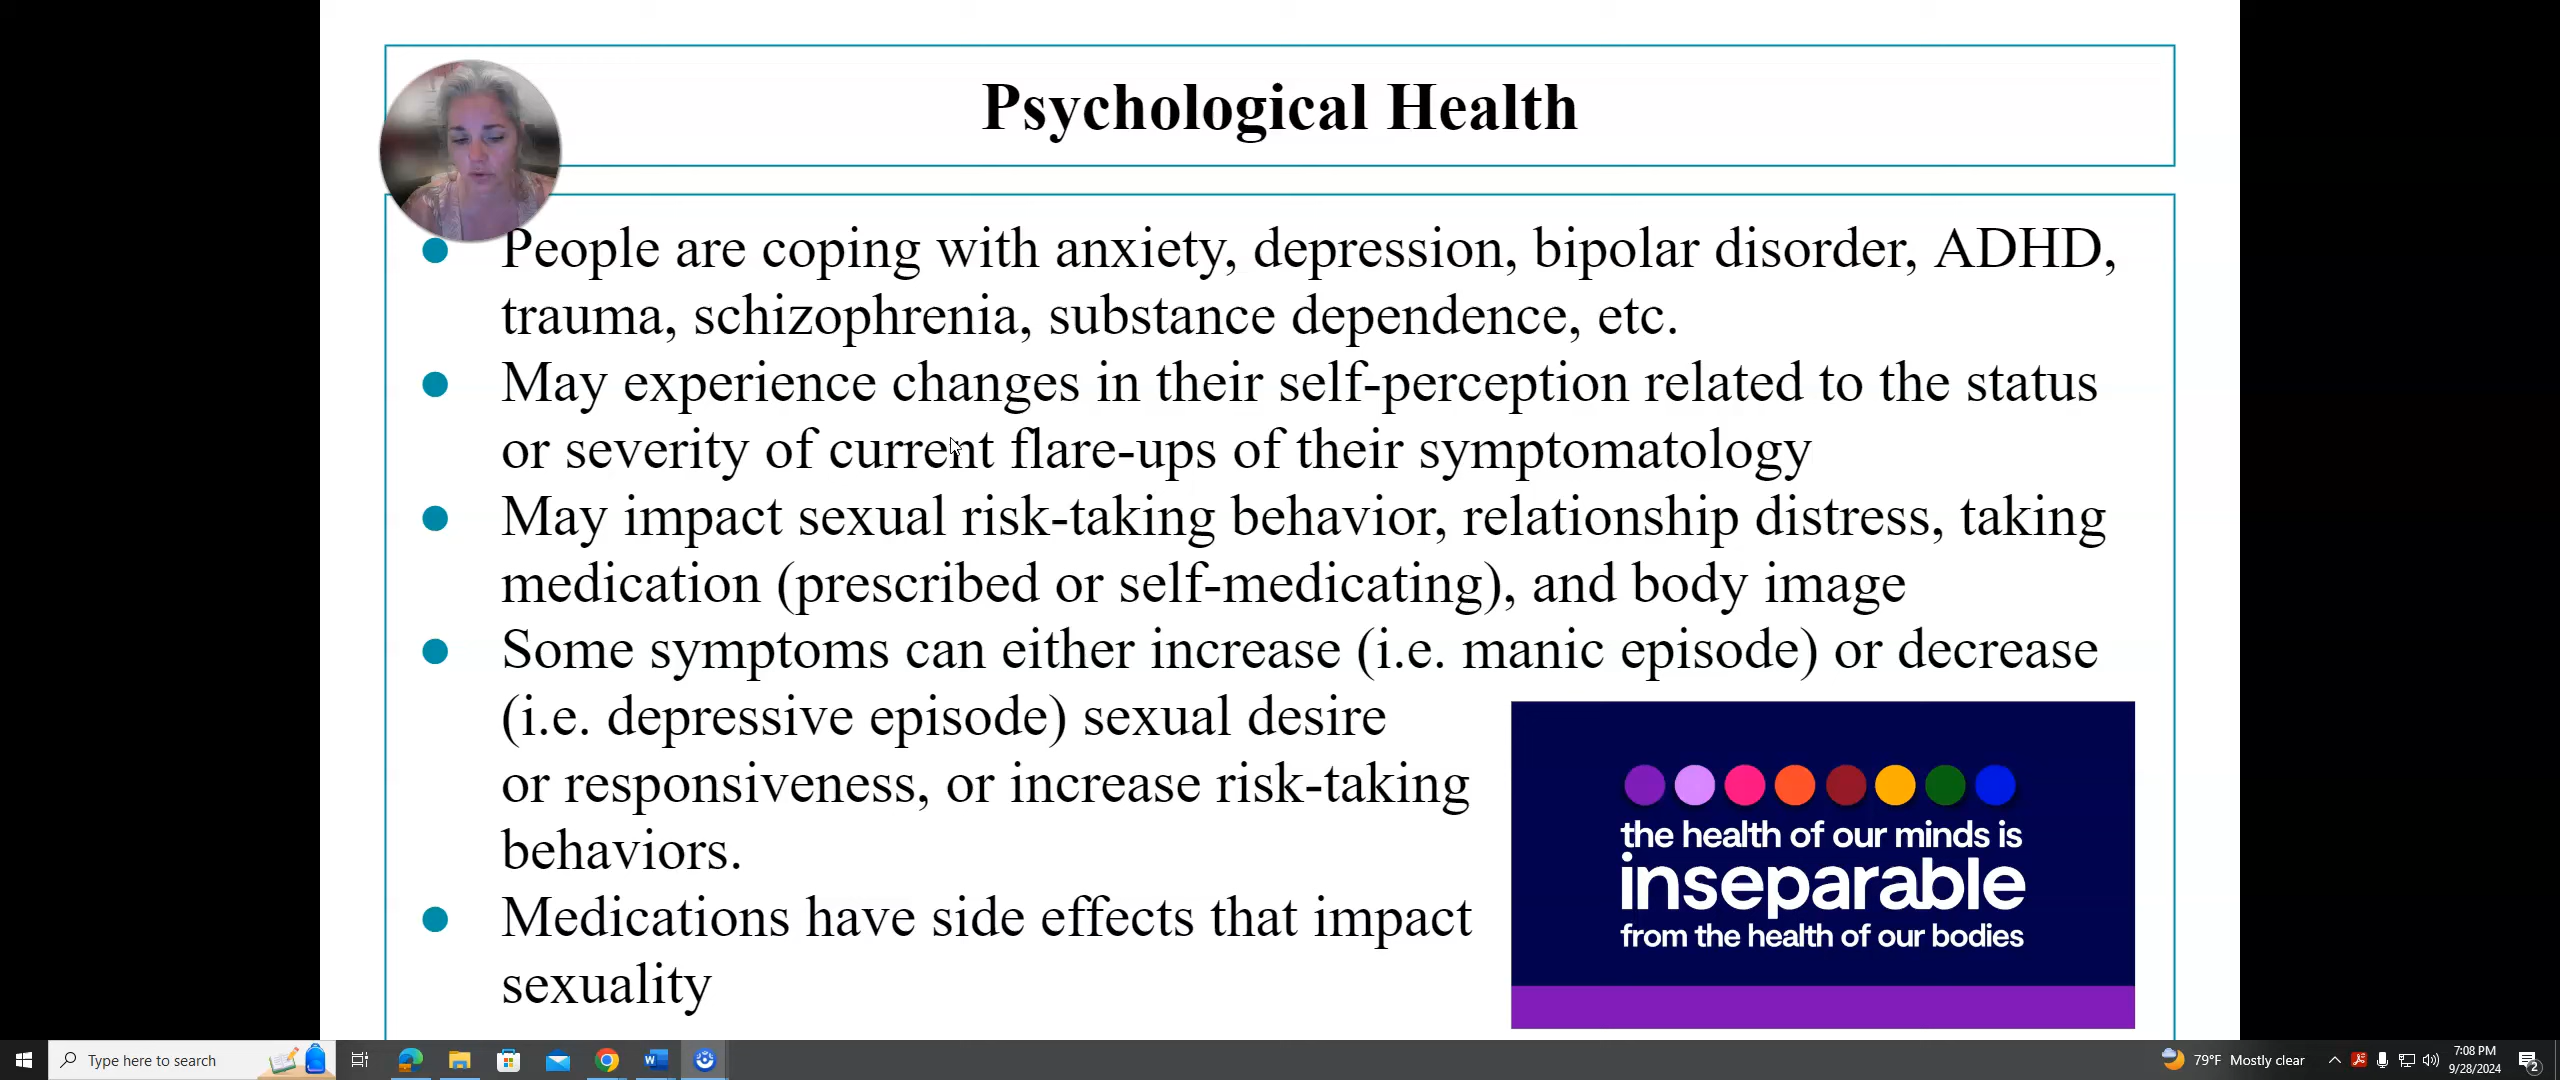 Psychological Health
People are coping with anxiety, depression, bipolar disorder, ADHD,
trauma, schizophrenia, substance dependence, etc.
May experience changes in their self-perception related to the status
or severity of current flare-ups of their symptomatology
May impact sexual risk-taking behavior, relationship distress, taking
medication (prescribed or self-medicating), and body image
Some symptoms can either increase (i.e. manic episode) or decrease
(i.e. depressive episode) sexual desire
or responsiveness, or increase risk-taking
behaviors.
Medications have side effects that impact
sexuality
the health of our minds is
inseparable
from the health of our bodies
Type here to search
79°F Mostly clear
7:08 PM
9/28/2024
2